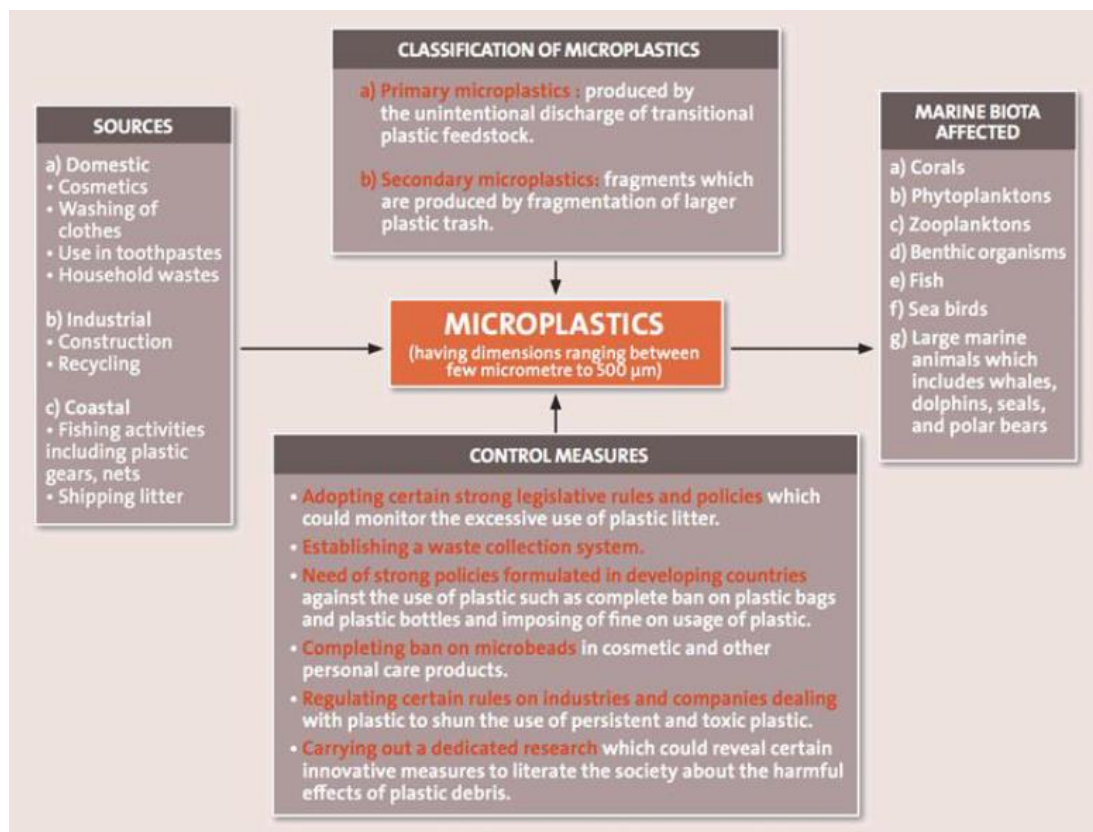 CLASSIFICATION OF MICROPLASTICS
a) Primary microplastics : produced by
the unintentional discharge of transitional
plastic feedstock.
b) Secondary microplastics: fragments which
are produced by fragmentation of larger
plastic trash.
SOURCES
a) Domestic
• Cosmetics
• Washing of
clothes
• Use in toothpastes
• Household wastes
b) Industrial
• Construction
• Recycling
c) Coastal
• Fishing activities
including plastic
gears, nets
• Shipping litter
MICROPLASTICS
(having dimensions ranging between
few micrometre to 500 µm)
MARINE BIOTA
AFFECTED
a) Corals
b) Phytoplanktons
c) Zooplanktons
d) Benthic organisms
e) Fish
f) Sea birds
g) Large marine
animals which
includes whales,
dolphins, seals,
and polar bears
CONTROL MEASURES
• Adopting certain strong legislative rules and policies which
could monitor the excessive use of plastic litter.
• Establishing a waste collection system.
• Need of strong policies formulated in developing countries
against the use of plastic such as complete ban on plastic bags
and plastic bottles and imposing of fine on usage of plastic.
• Completing ban on microbeads in cosmetic and other
personal care products.
• Regulating certain rules on industries and companies dealing
with plastic to shun the use of persistent and toxic plastic.
• Carrying out a dedicated research which could reveal certain
innovative measures to literate the society about the harmful
effects of plastic debris.